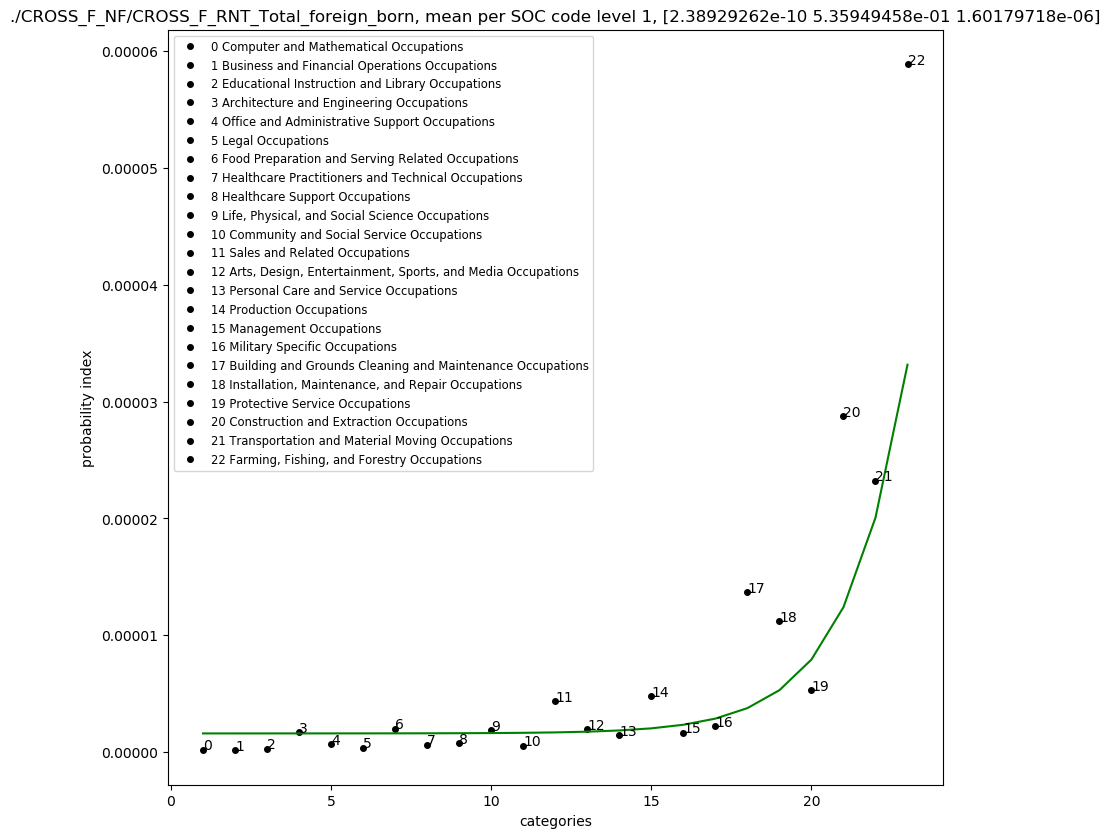 ./CROSS_F_NF/CROSS_F_RNT_Total_foreign_born, mean per SOC code level 1, [2.38929262e-10 5.35949458e-01 1.60179718e-06]
0.00006
0.00005
0.00004
0.00003
0.00002
0.00001
0.00000
probability index
0 Computer and Mathematical Occupations
1 Business and Financial Operations Occupations
2 Educational Instruction and Library Occupations
3 Architecture and Engineering Occupations
4 Office and Administrative Support Occupations
5 Legal Occupations
6 Food Preparation and Serving Related Occupations
7 Healthcare Practitioners and Technical Occupations
8 Healthcare Support Occupations
9 Life, Physical, and Social Science Occupations
10 Community and Social Service Occupations
11 Sales and Related Occupations
12 Arts, Design, Entertainment, Sports, and Media Occupations
13 Personal Care and Service Occupations
14 Production Occupations
15 Management Occupations
16 Military Specific Occupations
17 Building and Grounds Cleaning and Maintenance Occupations
18 Installation, Maintenance, and Repair Occupations
19 Protective Service Occupations
20 Construction and Extraction Occupations
21 Transportation and Material Moving Occupations
22 Farming, Fishing, and Forestry Occupations
0
1
2
3
4
5
6
7
8
9
10
11
12
13
14
15
16
17
18
19
20
21
22
0
5
10
15
20
categories